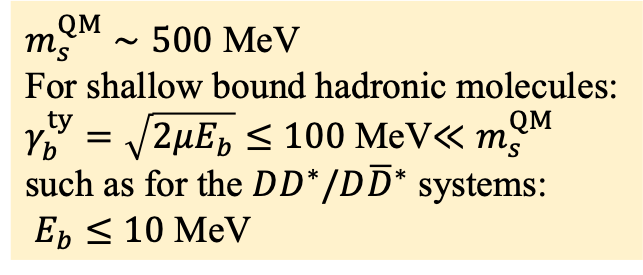 m_s^QM ~ 500 MeV
For shallow bound hadronic molecules:
γ_b^ty = √(2μE_b) ≤ 100 MeV≪ m_s^QM
such as for the DD*/DD̄* systems:
E_b ≤ 10 MeV